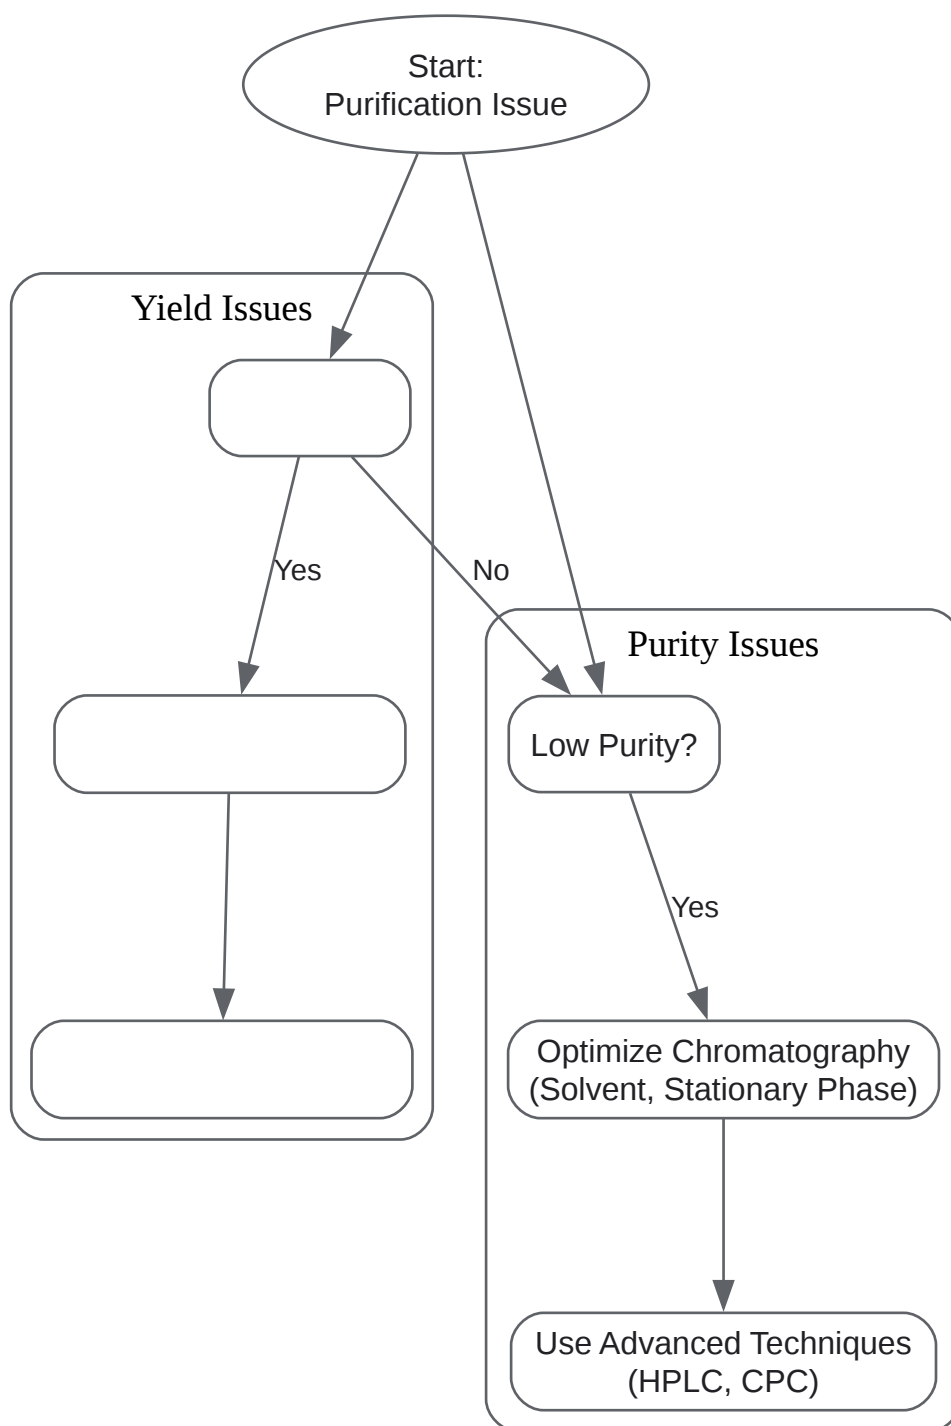 Start:
Purification Issue
Yield Issues
Yes
No
Purity Issues
Low Purity?
Yes
Optimize Chromatography
(Solvent, Stationary Phase)
Use Advanced Techniques
(HPLC, CPC)